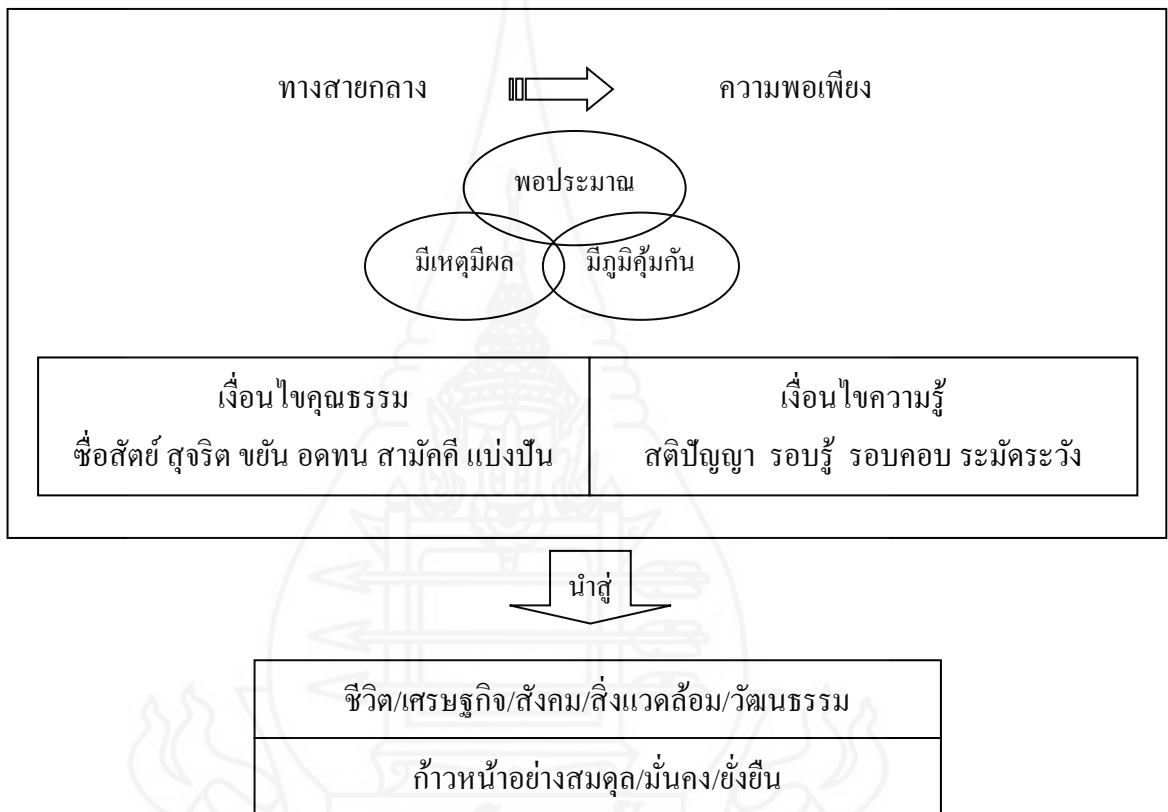 ทางสายกลาง ความพอเพียง
พอประมาณ
มีเหตุมีผล มีภูมิคุ้มกัน
เงื่อนไขคุณธรรม
ซื่อสัตย์ สุจริต ขยัน อดทน สามัคคี แบ่งปัน
เงื่อนไขความรู้
สติปัญญา รอบรู้ รอบคอบ ระมัดระวัง
นำสู่
ชีวิต/เศรษฐกิจ/สังคม/สิ่งแวดล้อม/วัฒนธรรม
ก้าวหน้าอย่างสมดุล/มั่นคง/ยั่งยืน